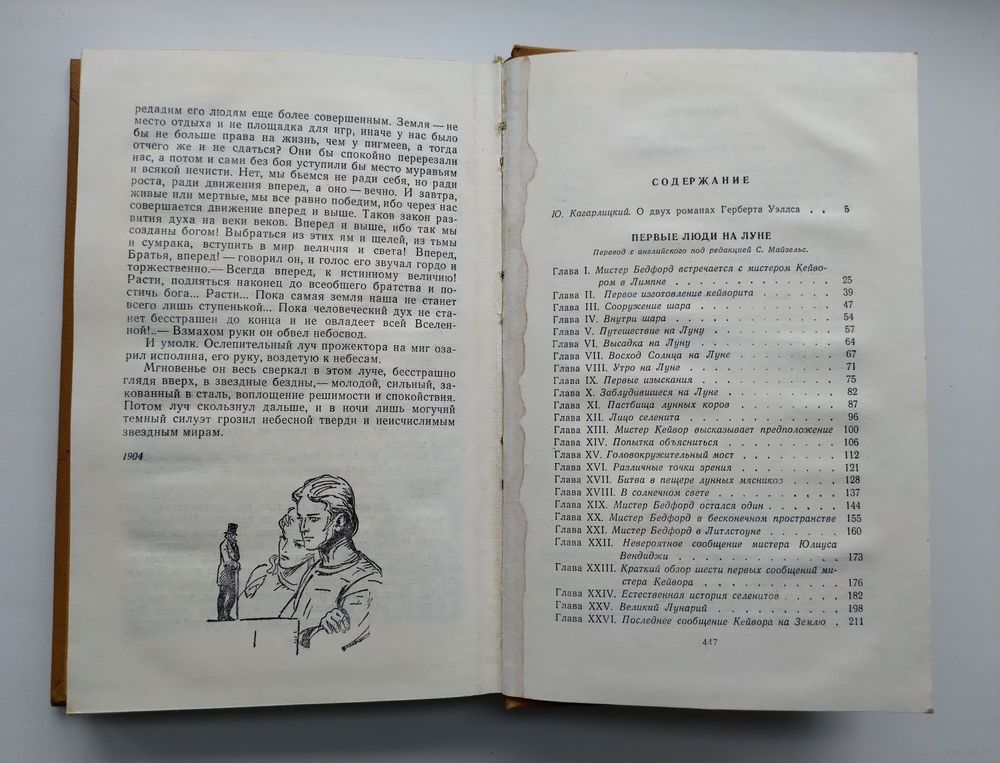 редадим его людям еще более совершенным. Земля — не
место отдыха и не площадка для игр, иначе у нас было
бы не больше права на жизнь, чем у пигмеев, а тогда
отчего же и не сдаться? Они бы спокойно перерезали
нас, а потом и сами без боя уступили бы место муравьям
и всякой нечисти. Нет, мы бьемся не ради себя, но ради
роста, ради движения вперед, а оно — вечно. И завтра,
живые или мертвые, мы все равно победим, ибо через нас
совершается движение вперед и выше. Таков закон раз-
вития духа на веки веков. Вперед и выше, ибо так мы
созданы богом! Выбраться из этих ям и щелей, из тьмы
и сумрака, вступить в мир величия и света! Вперед,
Братья, вперед! — говорил он, и голос его звучал гордо и
торжественно.— Всегда вперед, к истинному величию!
Расти, подняться наконец до всеобщего братства и по-
стичь бога... Расти... Пока самая земля наша не станет
всего лишь ступенькой... Пока человеческий дух не ста-
нет бесстрашен до конца и не овладеет всей Вселен-
ной!..— Взмахом руки он обвел небосвод.
И умолк. Ослепительный луч прожектора на миг оза-
рил исполина, его руку, воздетую к небесам.
Мгновенье он весь сверкал в этом луче, бесстрашно
глядя вверх, в звездные бездны,— молодой, сильный, за-
кованный в сталь, воплощение решимости и спокойствия.
Потом луч скользнул дальше, и в ночи лишь могучий
темный силуэт грозил небесной тверди и неисчислимым
звездным мирам.
1904
СОДЕРЖАНИЕ
Ю. Кагарлицкий. О двух романах Герберта Уэллса . . 5
ПЕРВЫЕ ЛЮДИ НА ЛУНЕ
Перевод с английского под редакцией С. Майзельс.
Глава I. Мистер Бедфорд встречается с мистером Кейво-
ром в Лимпне . . . . . . . . . . 25
Глава II. Первое изготовление кейворита . . . . . 39
Глава III. Сооружение шара . . . . . . . . 47
Глава IV. Внутри шара . . . . . . . . . 54
Глава V. Путешествие на Луну . . . . . . . 57
Глава VI. Высадка на Луну . . . . . . . . 64
Глава VII. Восход Солнца на Луне . . . . . . 67
Глава VIII. Утро на Луне . . . . . . . . 71
Глава IX. Первые изыскания . . . . . . . . 75
Глава X. Заблудившиеся на Луне . . . . . . . 82
Глава XI. Пастбища лунных коров . . . . . . 87
Глава XII. Лицо селенита . . . . . . . . 96
Глава XIII. Мистер Кейвор высказывает предположение 100
Глава XIV. Попытка объясниться . . . . . . . 106
Глава XV. Головокружительный мост . . . . . . 112
Глава XVI. Различные точки зрения . . . . . . 121
Глава XVII. Битва в пещере лунных мясников . . . . 128
Глава XVIII. В солнечном свете . . . . . . . 137
Глава XIX. Мистер Бедфорд остался один . . . . . 144
Глава XX. Мистер Бедфорд в бесконечном пространстве 155
Глава XXI. Мистер Бедфорд в Литлстоуне . . . . . 160
Глава XXII. Невероятное сообщение мистера Юлиуса
Вендиджи . . . . . . . . . . 173
Глава XXIII. Краткий обзор шести первых сообщений ми-
стера Кейвора . . . . . . . . . 176
Глава XXIV. Естественная история селенитов . . . . 182
Глава XXV. Великий Лунарий . . . . . . . . 198
Глава XXVI. Последнее сообщение Кейвора на Землю . 211
447